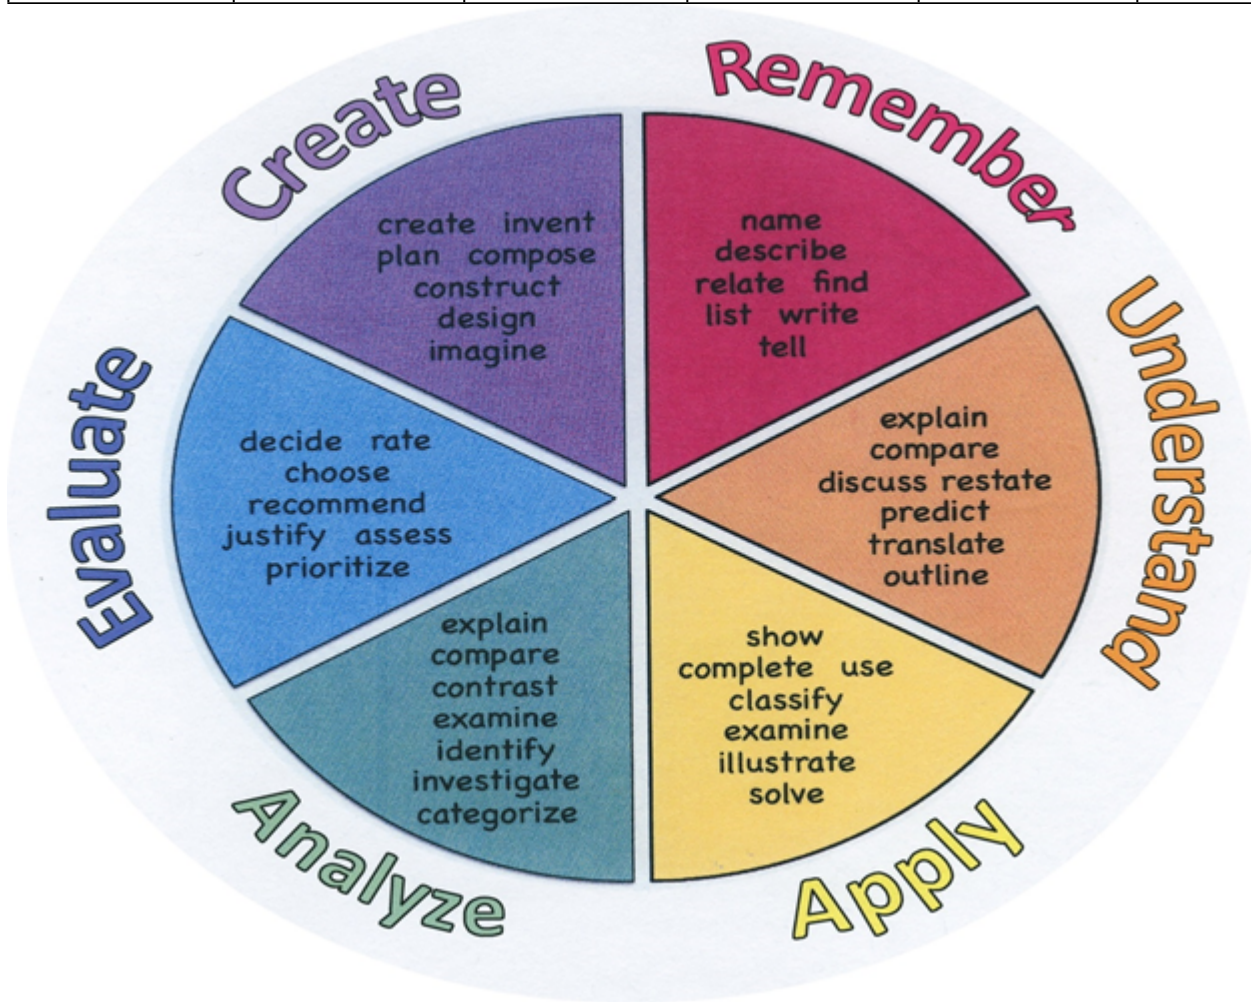 Remember
name
describe
relate find
list write
tell
Understand
explain
compare
discuss restate
predict
translate
outline
Apply
show
complete use
classify
examine
illustrate
solve
Analyze
explain
compare
contrast
examine
identify
investigate
categorize
Evaluate
decide rate
choose
recommend
justify assess
prioritize
Create
create invent
plan compose
construct
design
imagine